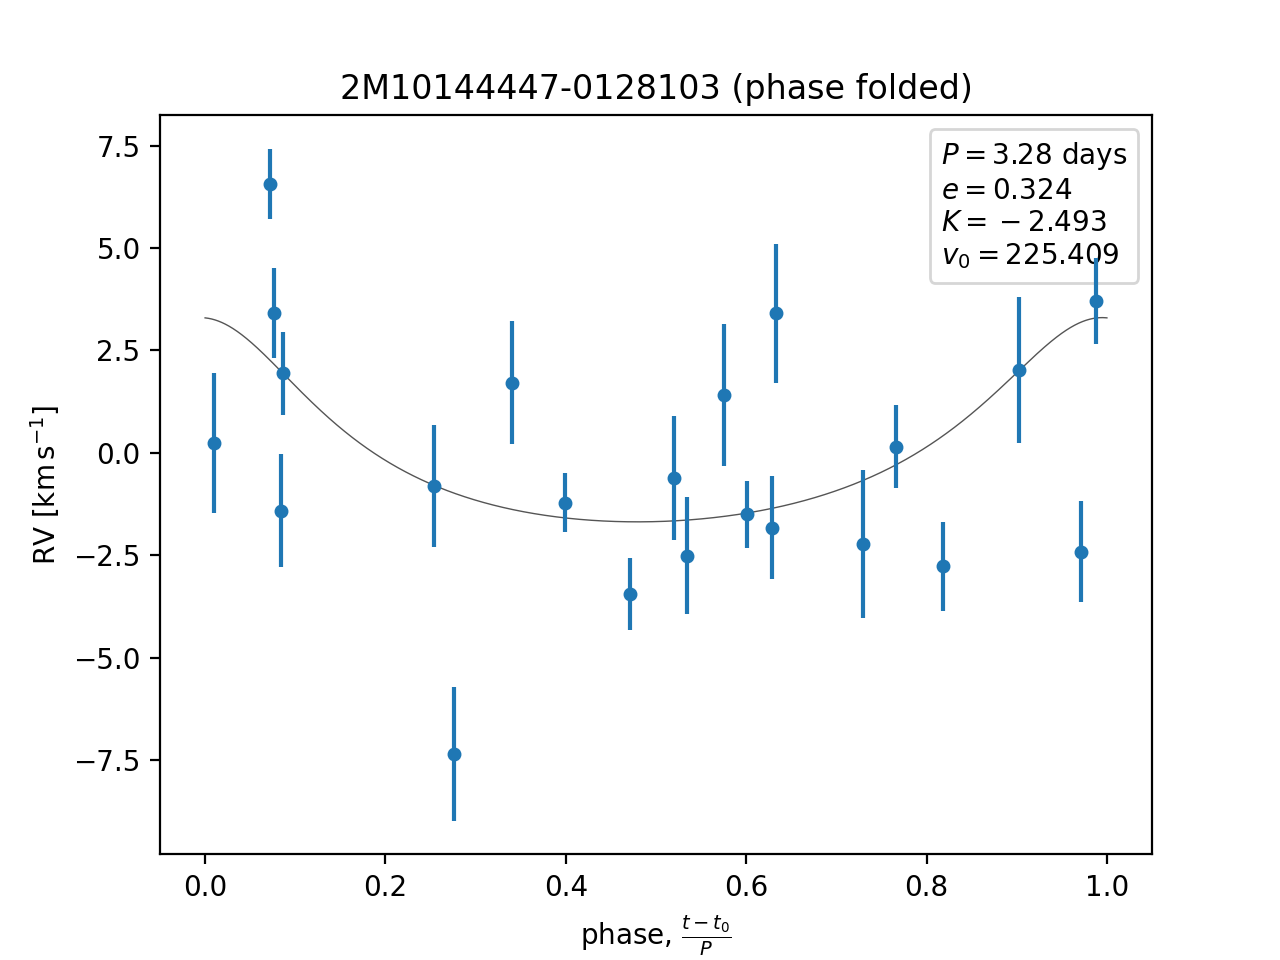 2M10144447-0128103 (phase folded)
P = 3.28 days
e = 0.324
K = −2.493
v₀ = 225.409
RV [km s⁻¹]
7.5
5.0
2.5
0.0
−2.5
−5.0
−7.5
0.0 0.2 0.4 0.6 0.8 1.0
phase, (t − t₀)/P